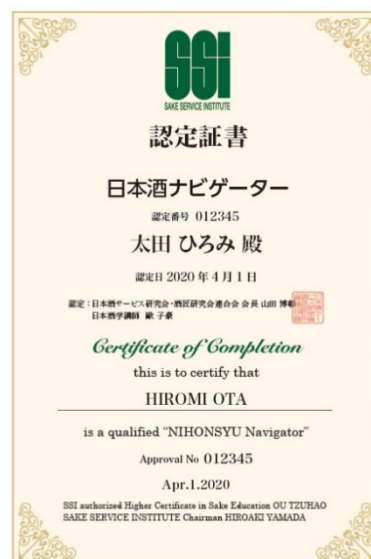 SSI
SAKE SERVICE INSTITUTE
認定証書
日本酒ナビゲーター
認定番号 012345
太田 ひろみ 殿
認定日 2020 年 4 月 1 日
認定:日本酒サービス研究会・酒匠研究会連合会 会長 山田 博
日本酒学講師 歐 子豪
Certificate of Completion
this is to certify that
HIROMI OTA
is a qualified “NIHONSYU Navigator”
Approval No 012345
Apr.1.2020
SSI authorized Higher Certificate in Sake Education OU TZUHAO
SAKE SERVICE INSTITUTE Chairman HIROAKI YAMADA